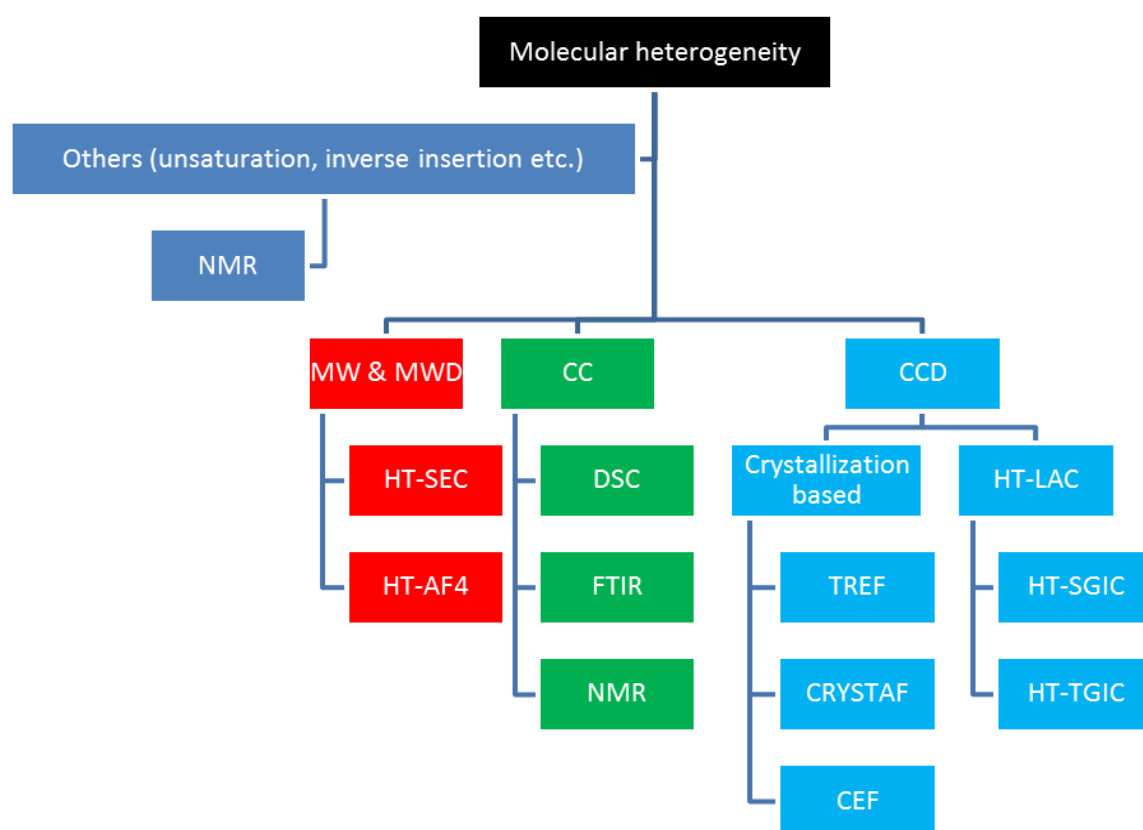 Molecular heterogeneity
Others (unsaturation, inverse insertion etc.)
NMR
MW & MWD
CC
CCD
HT-SEC
DSC
Crystallization
based
HT-LAC
HT-AF4
FTIR
TREF
HT-SGIC
NMR
CRYSTAF
HT-TGIC
CEF